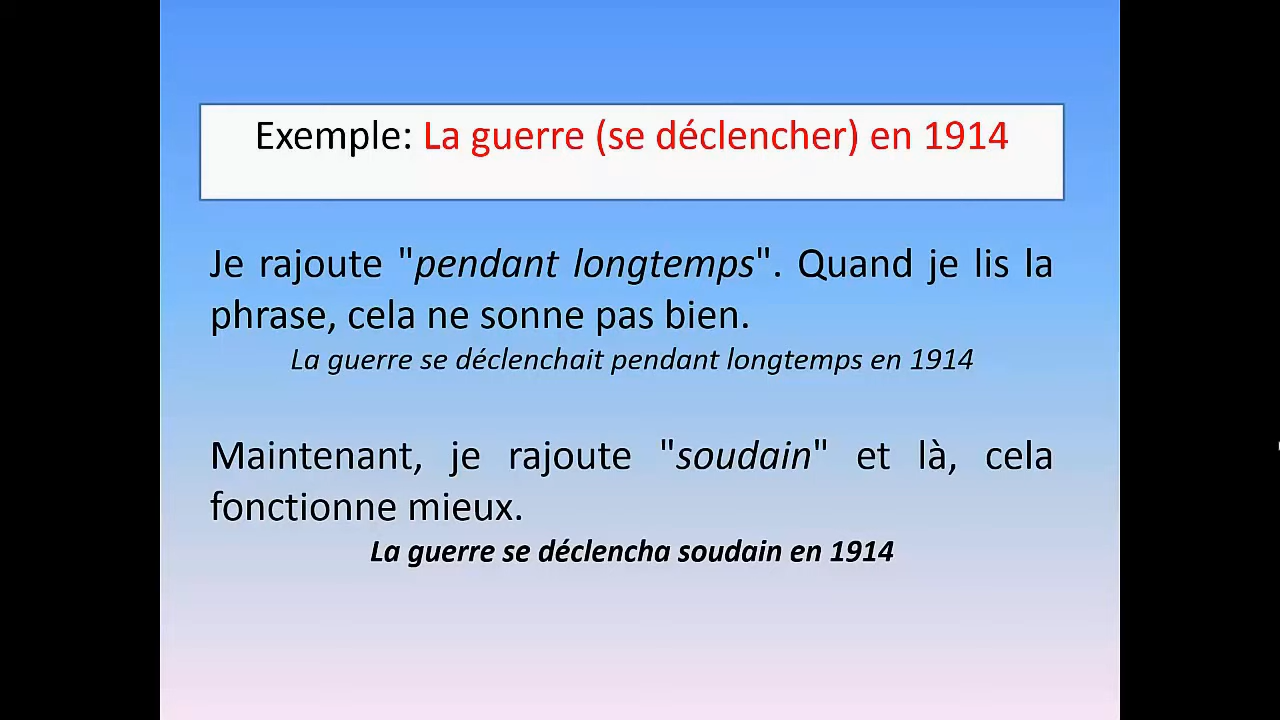 Exemple: La guerre (se déclencher) en 1914
Je rajoute "pendant longtemps". Quand je lis la
phrase, cela ne sonne pas bien.
La guerre se déclenchait pendant longtemps en 1914
Maintenant, je rajoute "soudain" et là, cela
fonctionne mieux.
La guerre se déclencha soudain en 1914